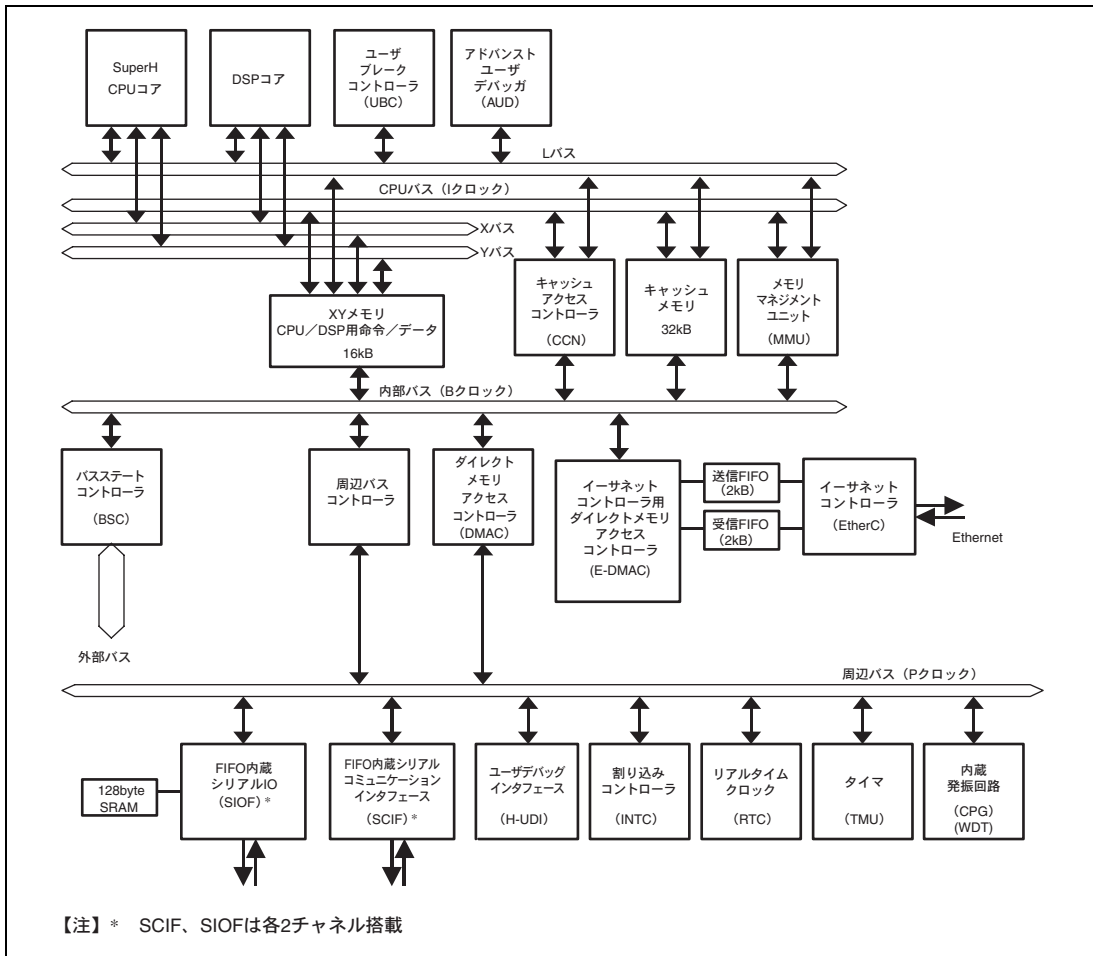 SuperH
CPUコア
DSPコア
ユーザ
ブレーク
コントローラ
(UBC)
アドバンスト
ユーザ
デバッガ
(AUD)
Lバス
CPUバス（Iクロック）
Xバス
Yバス
XYメモリ
CPU／DSP用命令／データ
16kB
キャッシュ
アクセス
コントローラ
(CCN)
キャッシュ
メモリ
32kB
メモリ
マネジメント
ユニット
(MMU)
内部バス（Bクロック）
バスステート
コントローラ
(BSC)
周辺バス
コントローラ
ダイレクト
メモリ
アクセス
コントローラ
(DMAC)
イーサネット
コントローラ用
ダイレクトメモリ
アクセス
コントローラ
(E-DMAC)
送信FIFO
(2kB)
受信FIFO
(2kB)
イーサネット
コントローラ
(EtherC)
Ethernet
外部バス
周辺バス（Pクロック）
128byte
SRAM
FIFO内蔵
シリアルIO
(SIOF) *
FIFO内蔵シリアル
コミュニケーション
インタフェース
(SCIF) *
ユーザデバッグ
インタフェース
(H-UDI)
割り込み
コントローラ
(INTC)
リアルタイム
クロック
(RTC)
タイマ
(TMU)
内蔵
発振回路
(CPG)
(WDT)
【注】* SCIF、SIOFは各2チャネル搭載